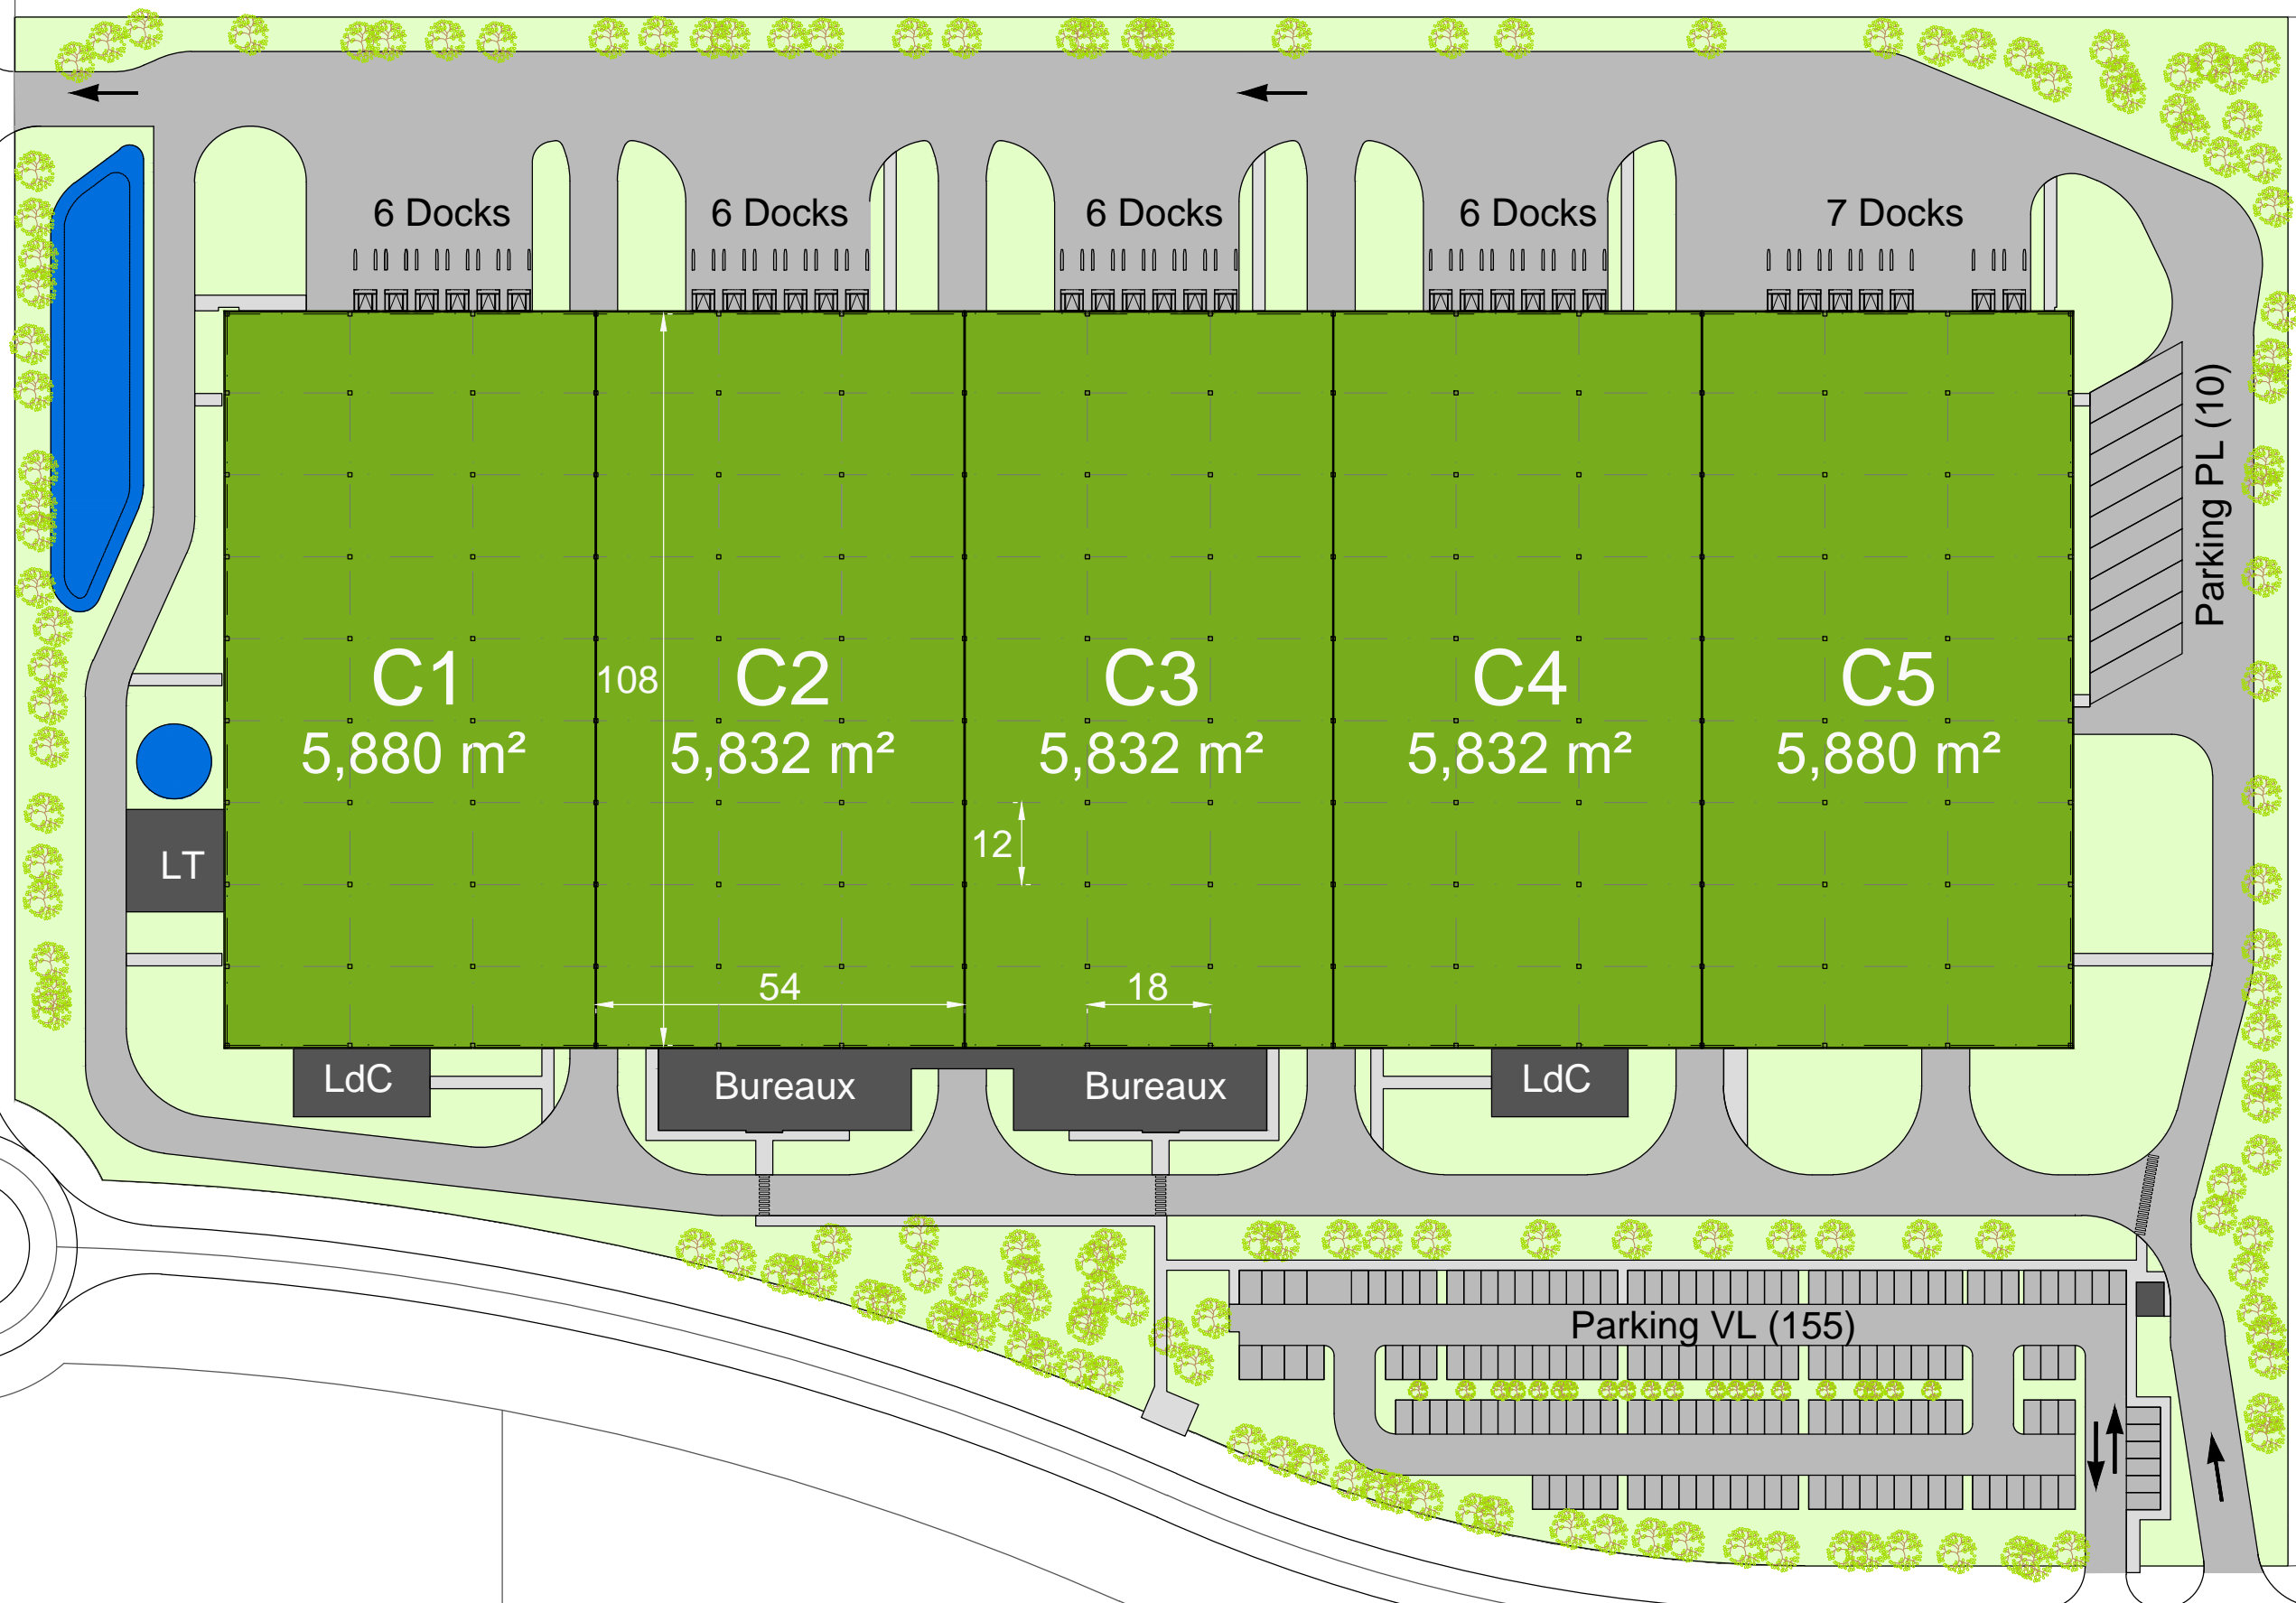 6 Docks
6 Docks
6 Docks
6 Docks
7 Docks
Parking PL (10)
C1
5,880 m²
108
C2
5,832 m²
C3
5,832 m²
C4
5,832 m²
C5
5,880 m²
12
LT
54
18
LdC
Bureaux
Bureaux
LdC
Parking VL (155)